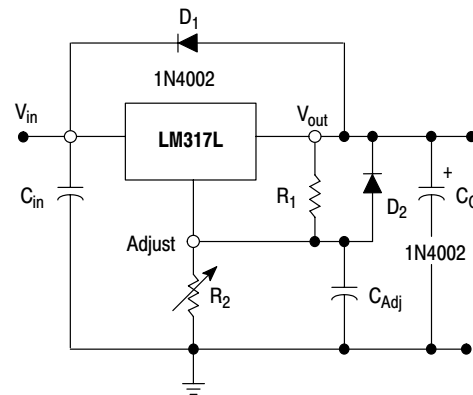 D1
1N4002
Vin
LM317L
Vout
Cin
R1
D2
+
CO
Adjust
1N4002
R2
CAdj